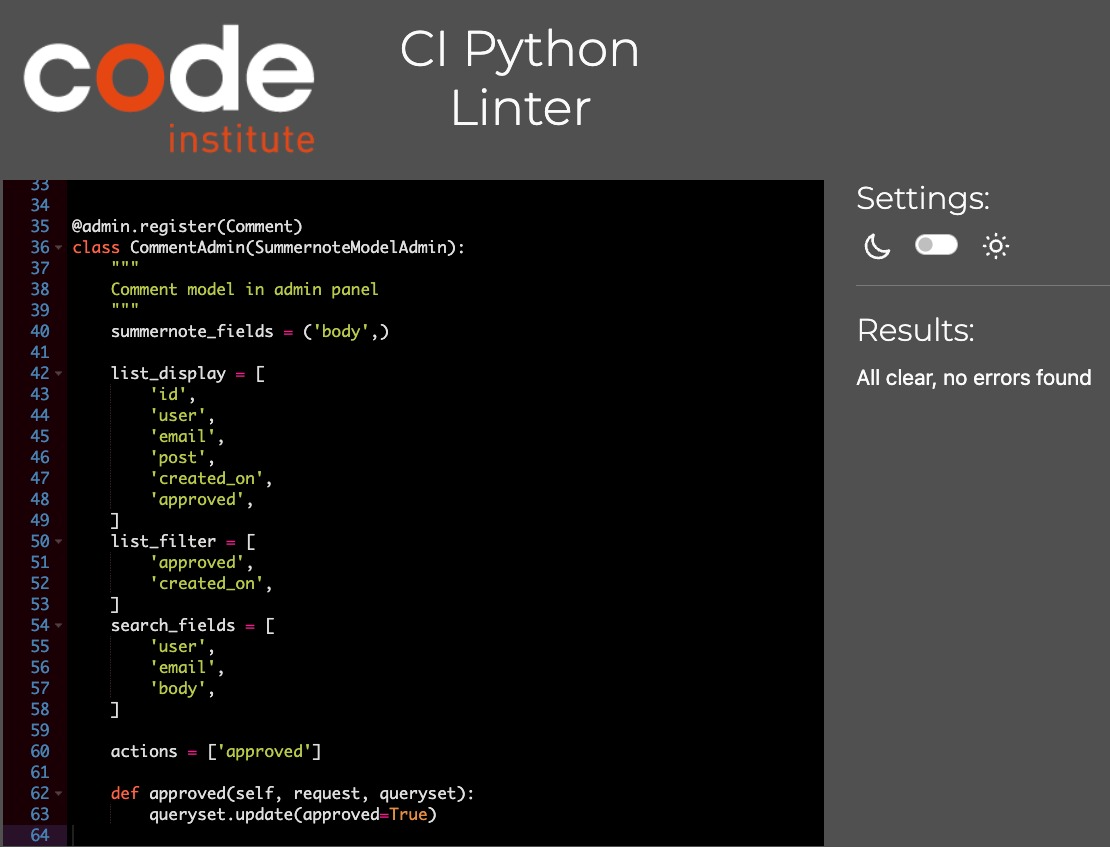 code
institute
CI Python
Linter
33
34
35 @admin.register(Comment)
36 class CommentAdmin(SummernoteModelAdmin):
37     """
38     Comment model in admin panel
39     """
40     summernote_fields = ('body',)
41
42     list_display = [
43         'id',
44         'user',
45         'email',
46         'post',
47         'created_on',
48         'approved',
49     ]
50     list_filter = [
51         'approved',
52         'created_on',
53     ]
54     search_fields = [
55         'user',
56         'email',
57         'body',
58     ]
59
60     actions = ['approved']
61
62     def approved(self, request, queryset):
63         queryset.update(approved=True)
64
Settings:
Results:
All clear, no errors found